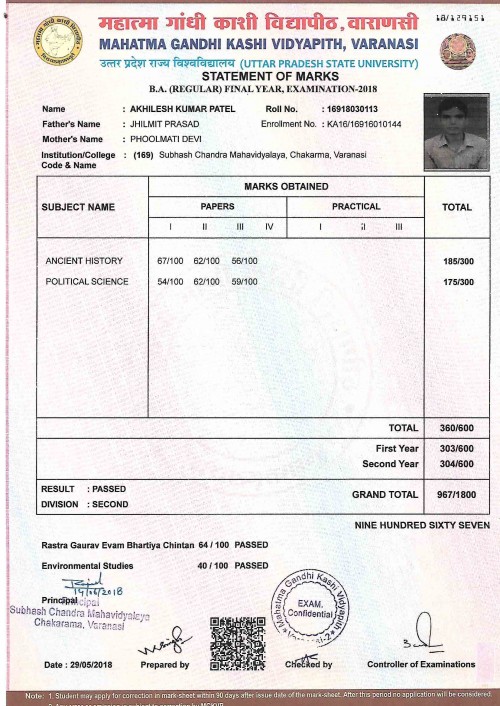 महात्मा गांधी काशी विद्यापीठ, वाराणसी
18/129151
MAHATMA GANDHI KASHI VIDYAPITH, VARANASI
उत्तर प्रदेश राज्य विश्वविद्यालय (UTTAR PRADESH STATE UNIVERSITY)
STATEMENT OF MARKS
B.A. (REGULAR) FINAL YEAR, EXAMINATION-2018
Name : AKHILESH KUMAR PATEL Roll No. : 16918030113
Father's Name : JHILMIT PRASAD Enrollment No. : KA16/16916010144
Mother's Name : PHOOLMATI DEVI
Institution/College : (169) Subhash Chandra Mahavidyalaya, Chakarma, Varanasi
Code & Name
SUBJECT NAME MARKS OBTAINED TOTAL
PAPERS PRACTICAL
I II III IV I II III
ANCIENT HISTORY 67/100 62/100 56/100 185/300
POLITICAL SCIENCE 54/100 62/100 59/100 175/300
TOTAL 360/600
First Year 303/600
Second Year 304/600
RESULT : PASSED
DIVISION : SECOND
GRAND TOTAL 967/1800
NINE HUNDRED SIXTY SEVEN
Rastra Gaurav Evam Bhartiya Chintan 64 / 100 PASSED
Environmental Studies 40 / 100 PASSED
14/06/2018
Principal
Principal
Subhash Chandra Mahavidyalaya
Chakarama, Varanasi
Mahatma Gandhi Kashi Vidyapith
EXAM.
Confidential
Date : 29/05/2018 Prepared by Checked by Controller of Examinations
Note: 1. Student may apply for correction in mark-sheet within 90 days after issue date of the mark-sheet. After this period no application will be considered.